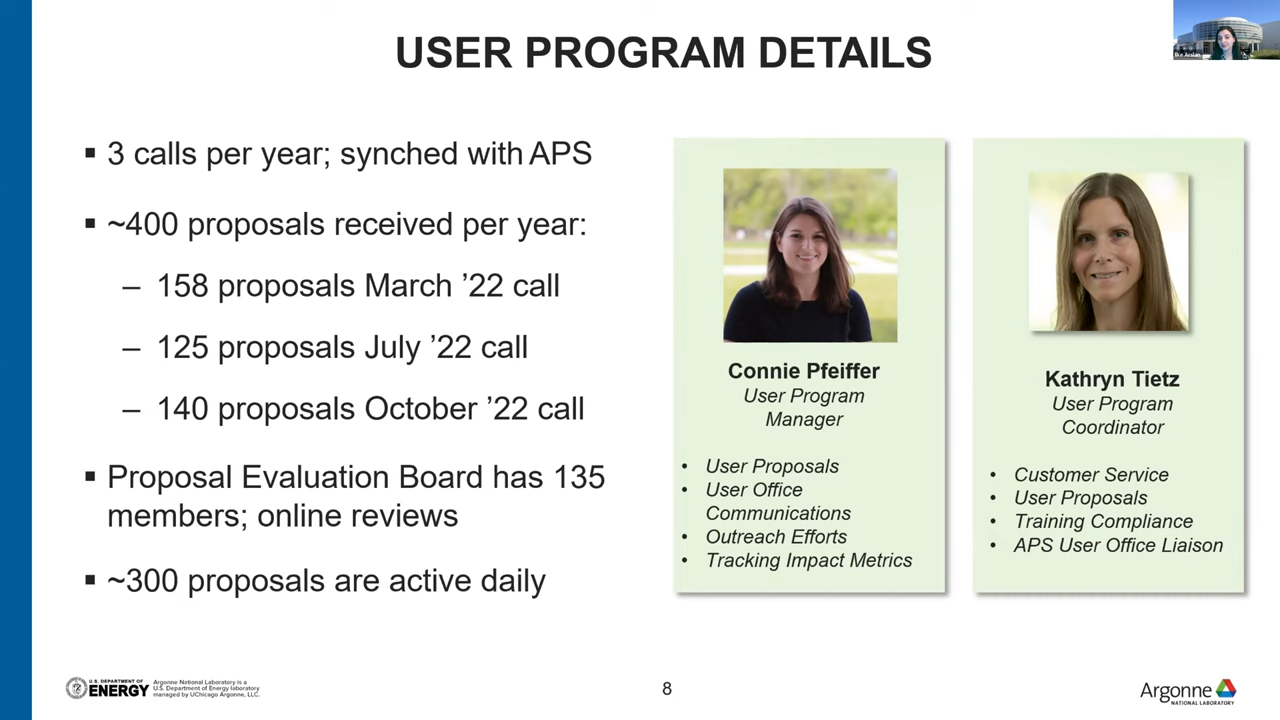 USER PROGRAM DETAILS
▪ 3 calls per year; synched with APS
▪ ~400 proposals received per year:
– 158 proposals March ’22 call
– 125 proposals July ’22 call
– 140 proposals October ’22 call
▪ Proposal Evaluation Board has 135
members; online reviews
▪ ~300 proposals are active daily
Connie Pfeiffer
User Program
Manager
• User Proposals
• User Office
Communications
• Outreach Efforts
• Tracking Impact Metrics
Kathryn Tietz
User Program
Coordinator
• Customer Service
• User Proposals
• Training Compliance
• APS User Office Liaison
U.S. DEPARTMENT OF
ENERGY
Argonne National Laboratory is a
U.S. Department of Energy laboratory
managed by UChicago Argonne, LLC.
8
Argonne
NATIONAL LABORATORY